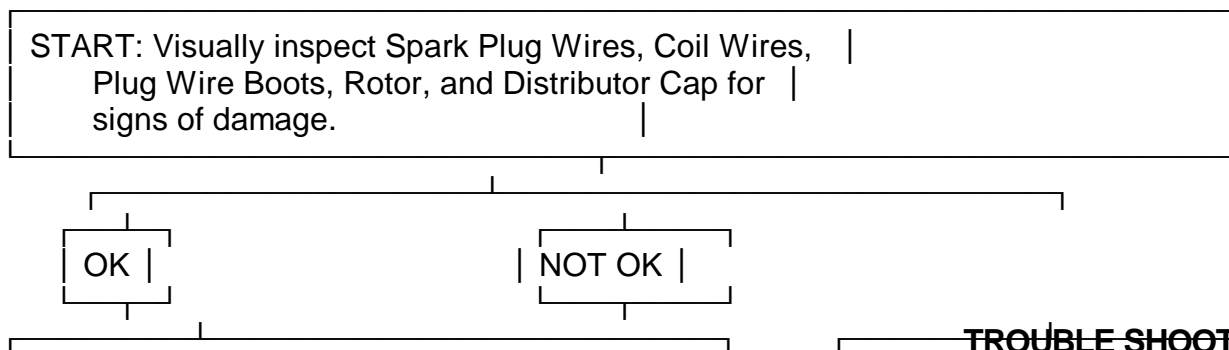 START: Visually inspect Spark Plug Wires, Coil Wires,
Plug Wire Boots, Rotor, and Distributor Cap for
signs of damage.
OK NOT OK
TROUBLE SHOOT